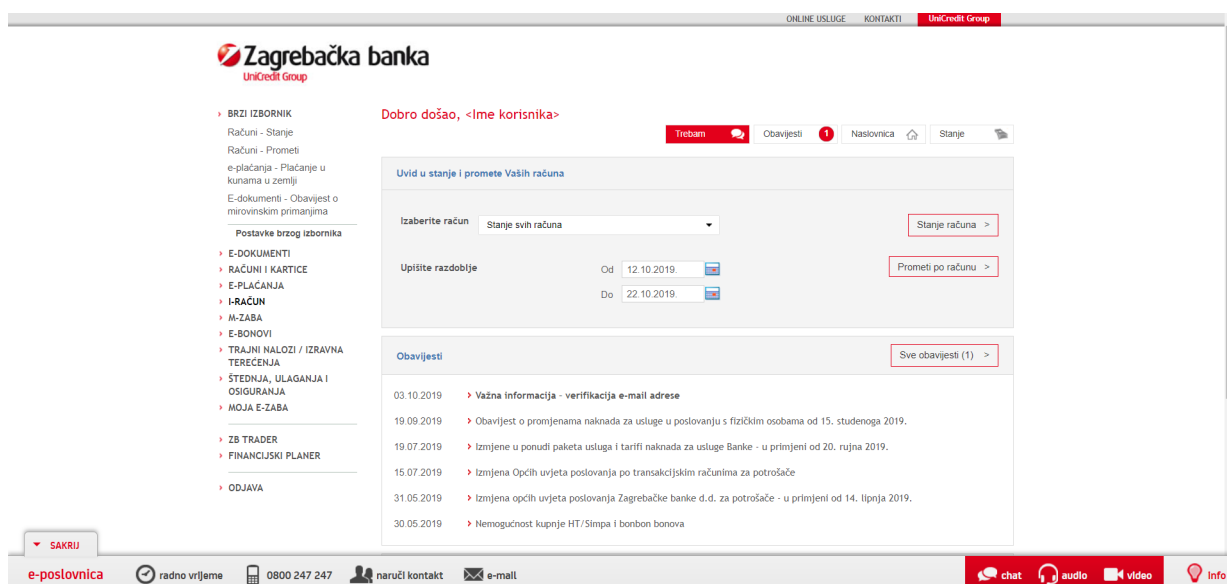 ONLINE USLUGE KONTAKTI UniCredit Group
Zagrebačka banka
UniCredit Group
BRZI IZBORNIK
Računi - Stanje
Računi - Prometi
e-plaćanja - Plaćanje u
kunama u zemlji
E-dokumenti - Obavijest o
mirovinskim primanjima
Postavke brzog izbornika
E-DOKUMENTI
RAČUNI I KARTICE
E-PLAĆANJA
I-RAČUN
M-ZABA
E-BONOVI
TRAJNI NALOZI / IZRAVNA
TEREĆENJA
ŠTEDNJA, ULAGANJA I
OSIGURANJA
MOJA E-ZABA
ZB TRADER
FINANCIJSKI PLANER
ODJAVA
Dobro došao, <Ime korisnika>
Trebam Obavijesti 1 Naslovnica Stanje
Uvid u stanje i promete Vaših računa
Izaberite račun Stanje svih računa Stanje računa >
Upišite razdoblje Od 12.10.2019. Prometi po računu >
Do 22.10.2019.
Obavijesti Sve obavijesti (1) >
03.10.2019 Važna informacija - verifikacija e-mail adrese
19.09.2019 Obavijest o promjenama naknada za usluge u poslovanju s fizičkim osobama od 15. studenoga 2019.
19.07.2019 Izmjene u ponudi paketa usluga i tarifi naknada za usluge Banke - u primjeni od 20. rujna 2019.
15.07.2019 Izmjena Općih uvjeta poslovanja po transakcijskim računima za potrošače
31.05.2019 Izmjena općih uvjeta poslovanja Zagrebačke banke d.d. za potrošače - u primjeni od 14. lipnja 2019.
30.05.2019 Nemogućnost kupnje HT/Simpa i bonbon bonova
SAKRIJ
e-poslovnica radno vrijeme 0800 247 247 naruči kontakt e-mail chat audio video Info